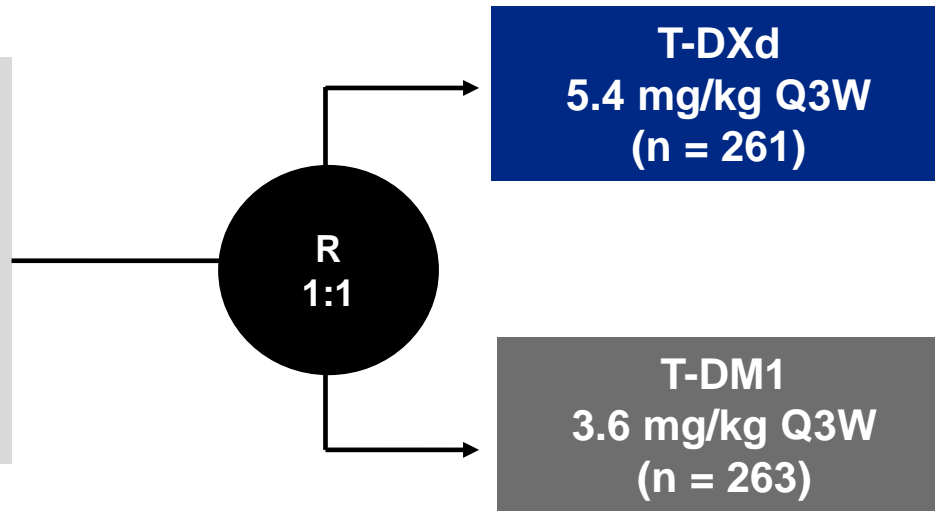 T-DXd
5.4 mg/kg Q3W
(n = 261)
R
1:1
T-DM1
3.6 mg/kg Q3W
(n = 263)